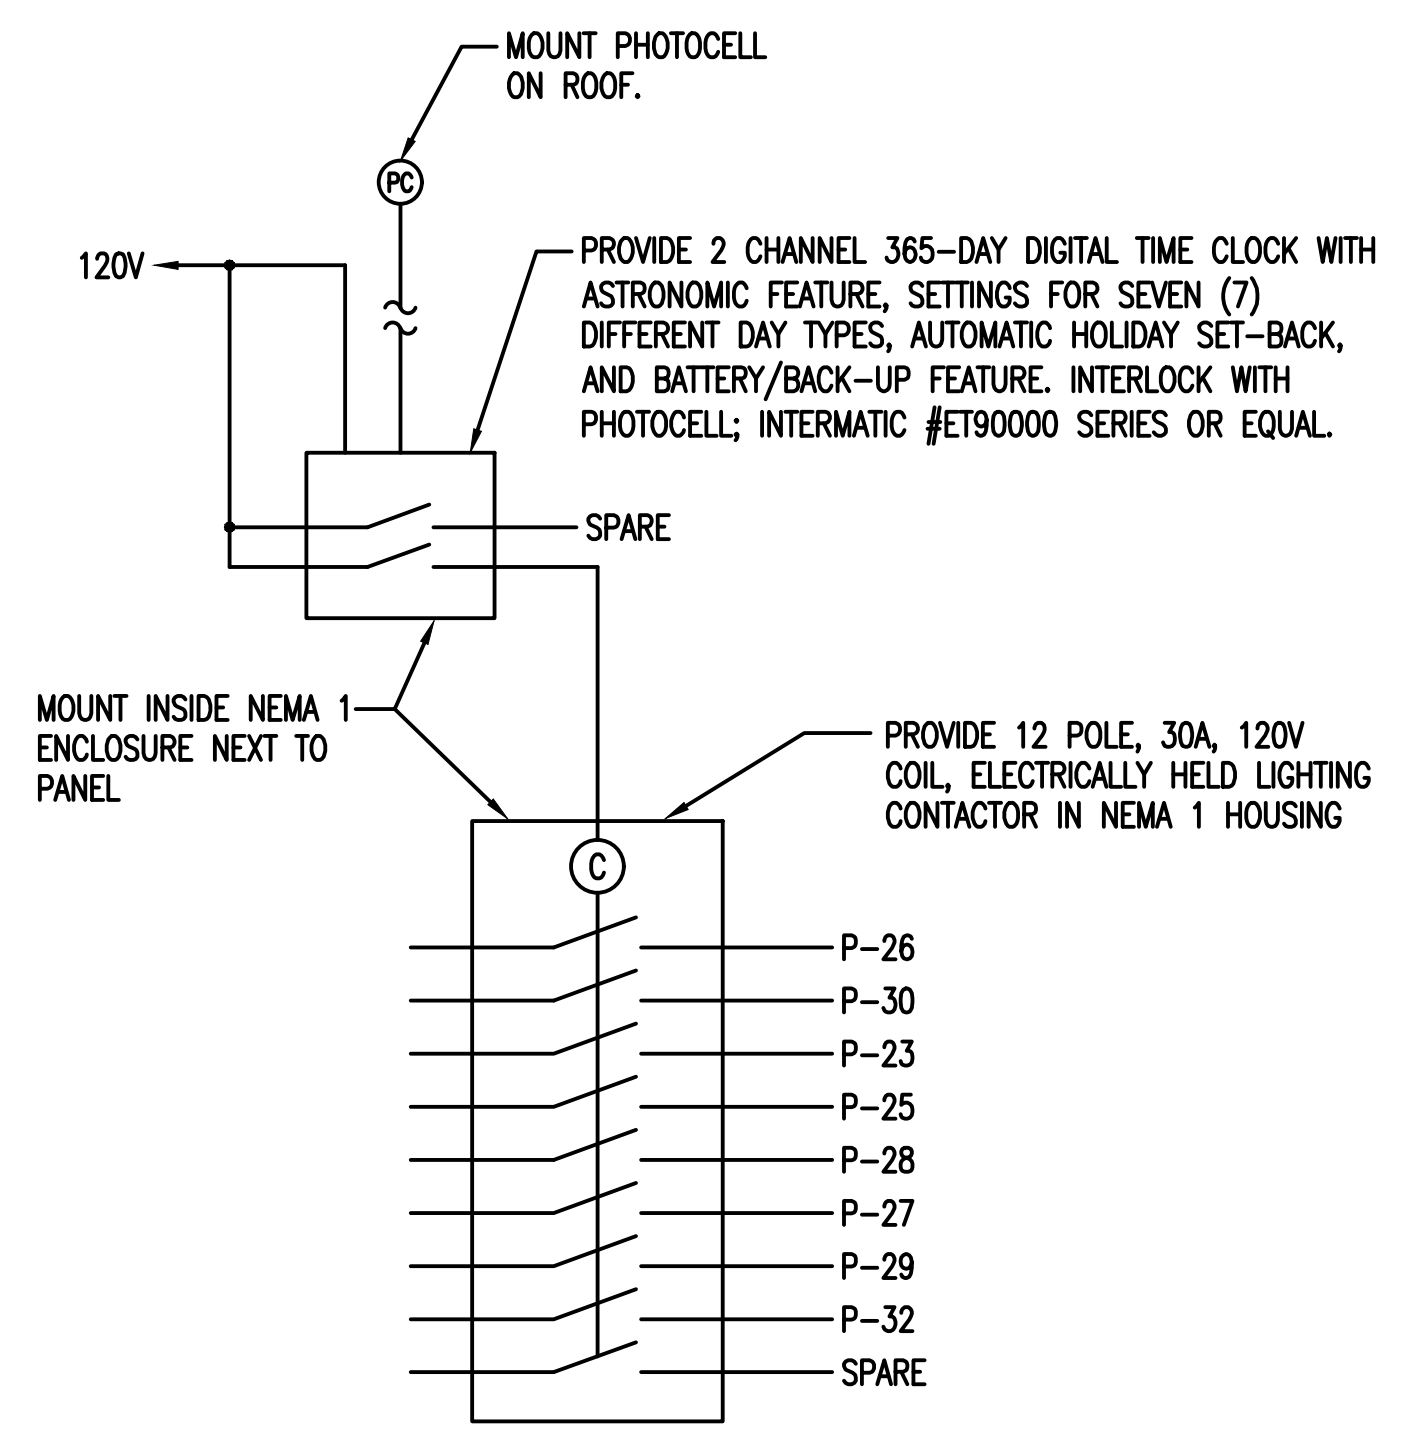 MOUNT PHOTOCELL
ON ROOF.
PC
120V
PROVIDE 2 CHANNEL 365-DAY DIGITAL TIME CLOCK WITH
ASTRONOMIC FEATURE, SETTINGS FOR SEVEN (7)
DIFFERENT DAY TYPES, AUTOMATIC HOLIDAY SET-BACK,
AND BATTERY/BACK-UP FEATURE. INTERLOCK WITH
PHOTOCELL; INTERMATIC #ET90000 SERIES OR EQUAL.
SPARE
MOUNT INSIDE NEMA 1
ENCLOSURE NEXT TO
PANEL
PROVIDE 12 POLE, 30A, 120V
COIL, ELECTRICALLY HELD LIGHTING
CONTACTOR IN NEMA 1 HOUSING
C
P-26
P-30
P-23
P-25
P-28
P-27
P-29
P-32
SPARE